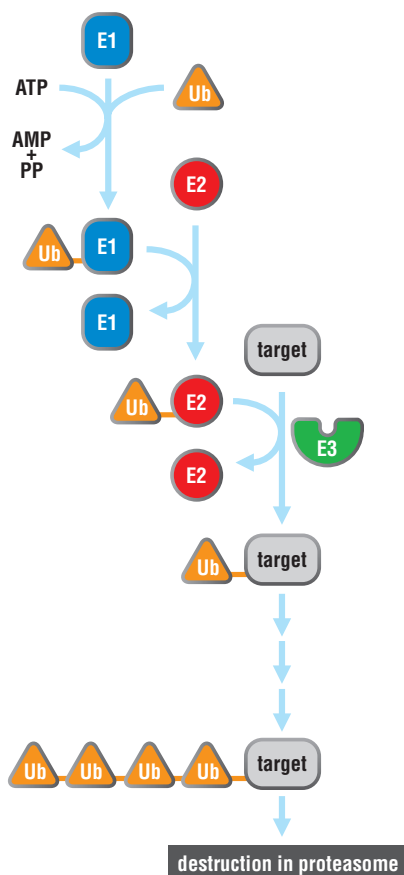 E1
ATP
Ub
AMP
+
PP
E2
Ub
E1
E1
target
Ub
E2
E3
E2
Ub
target
Ub
Ub
Ub
Ub
target
destruction in proteasome